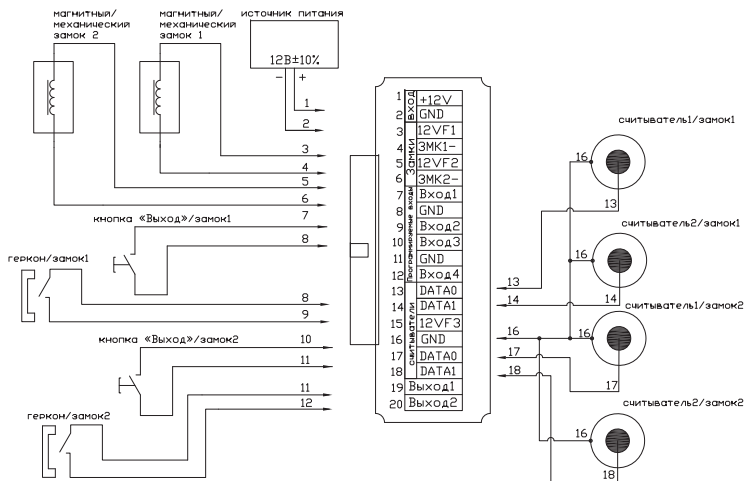 магнитный/
механический
замок 2
магнитный/
механический
замок 1
источник питания
12В±10%
− +
1
2
3
4
5
6
кнопка «Выход»/замок1
7
8
геркон/замок1
8
9
кнопка «Выход»/замок2
10
11
геркон/замок2
11
12
ВХОД
Замки
Программируемые входы
считыватели
1 +12V
2 GND
3 12VF1
4 ЗМК1-
5 12VF2
6 ЗМК2-
7 Вход1
8 GND
9 Вход2
10 Вход3
11 GND
12 Вход4
13 DATA0
14 DATA1
15 12VF3
16 GND
17 DATA0
18 DATA1
19 Выход1
20 Выход2
считыватель1/замок1
16
13
считыватель2/замок1
16
13
14
14
считыватель1/замок2
16
16
17
17
18
считыватель2/замок2
16
18